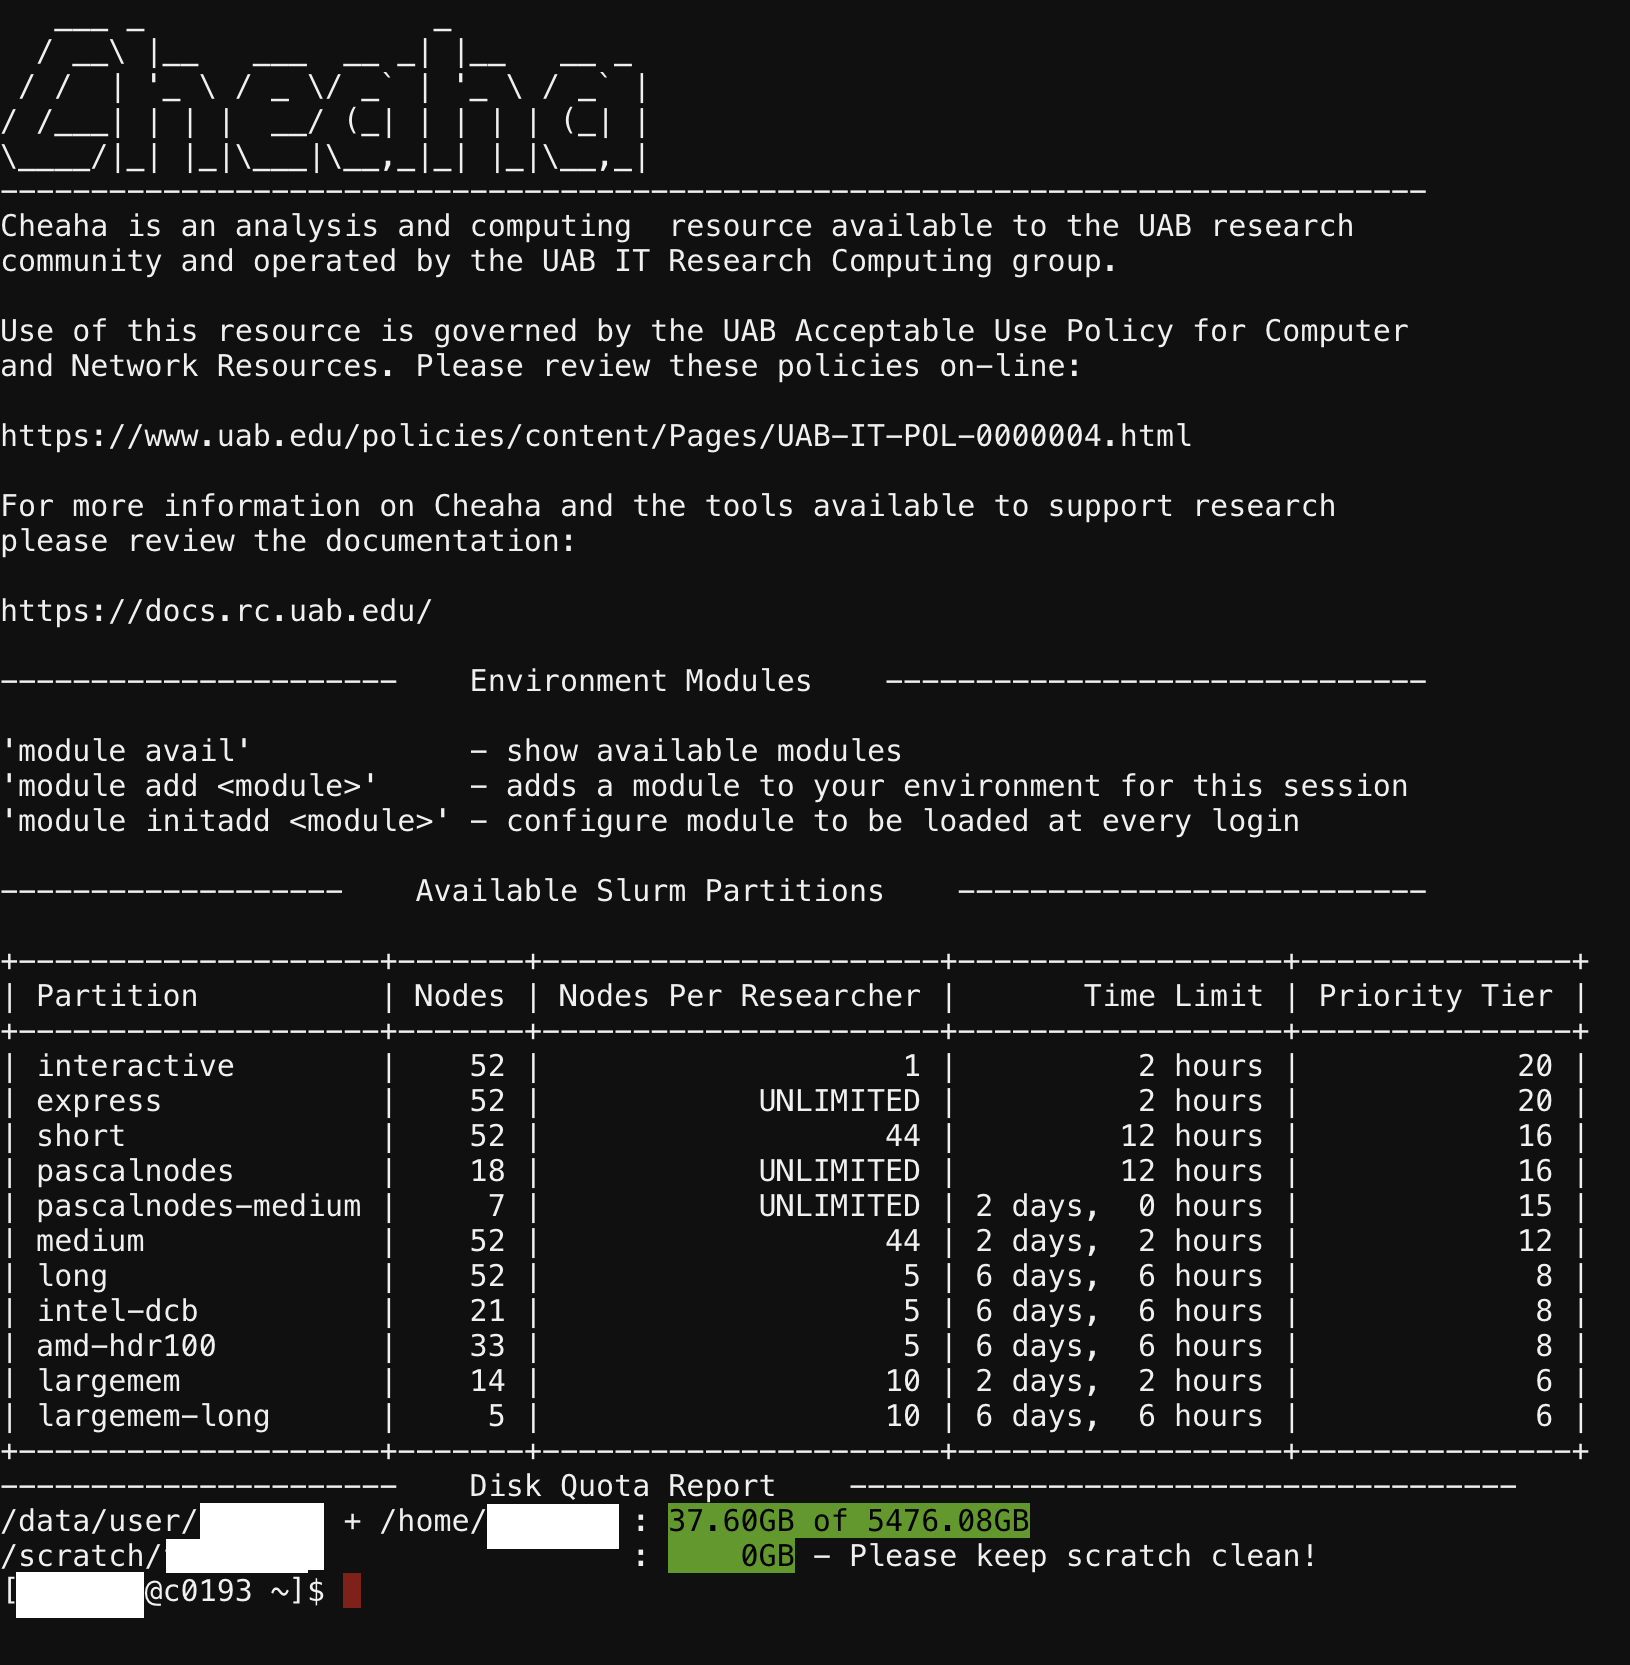 Cheaha
--------------------------------------------------------------------------------
Cheaha is an analysis and computing  resource available to the UAB research
community and operated by the UAB IT Research Computing group.

Use of this resource is governed by the UAB Acceptable Use Policy for Computer
and Network Resources. Please review these policies on-line:

https://www.uab.edu/policies/content/Pages/UAB-IT-POL-0000004.html

For more information on Cheaha and the tools available to support research
please review the documentation:

https://docs.rc.uab.edu/

----------------------    Environment Modules    ------------------------------

'module avail'            - show available modules
'module add <module>'     - adds a module to your environment for this session
'module initadd <module>' - configure module to be loaded at every login

-------------------    Available Slurm Partitions    --------------------------

+--------------------+-------+----------------------+------------------+---------------+
| Partition          | Nodes | Nodes Per Researcher |       Time Limit | Priority Tier |
+--------------------+-------+----------------------+------------------+---------------+
| interactive        |    52 |                    1 |          2 hours |            20 |
| express            |    52 |            UNLIMITED |          2 hours |            20 |
| short              |    52 |                   44 |         12 hours |            16 |
| pascalnodes        |    18 |            UNLIMITED |         12 hours |            16 |
| pascalnodes-medium |     7 |            UNLIMITED | 2 days,  0 hours |            15 |
| medium             |    52 |                   44 | 2 days,  2 hours |            12 |
| long               |    52 |                    5 | 6 days,  6 hours |             8 |
| intel-dcb          |    21 |                    5 | 6 days,  6 hours |             8 |
| amd-hdr100         |    33 |                    5 | 6 days,  6 hours |             8 |
| largemem           |    14 |                   10 | 2 days,  2 hours |             6 |
| largemem-long      |     5 |                   10 | 6 days,  6 hours |             6 |
+--------------------+-------+----------------------+------------------+---------------+
----------------------    Disk Quota Report    -------------------------------------
/data/user/ + /home/ : 37.60GB of 5476.08GB
/scratch/ : 0GB - Please keep scratch clean!
[@c0193 ~]$